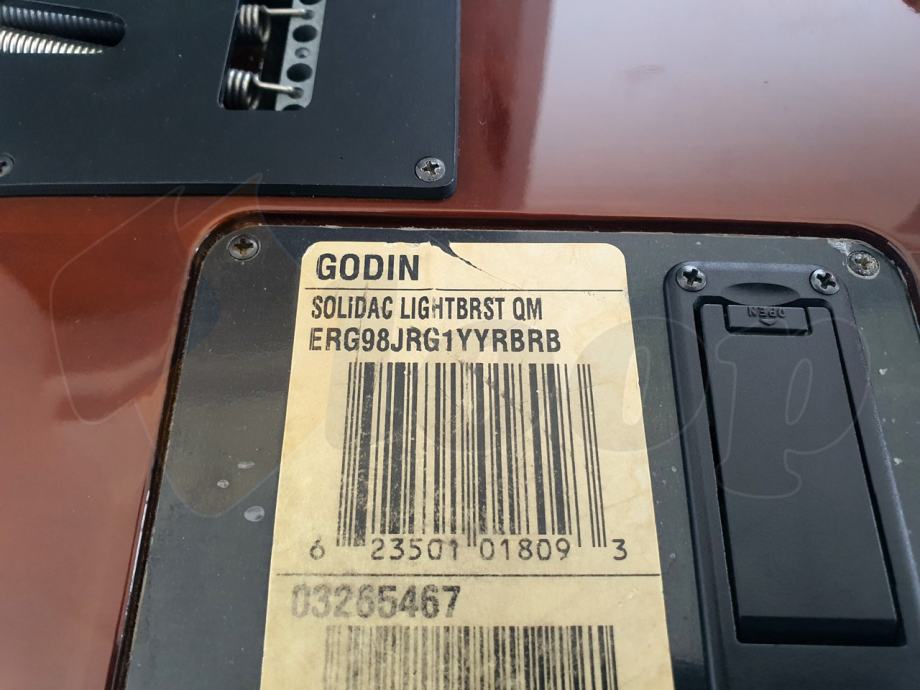 GODIN
SOLIDAC LIGHTBRST QM
ERG98JRG1YYRBRB
6 23501 01809 3
03265467
OPEN